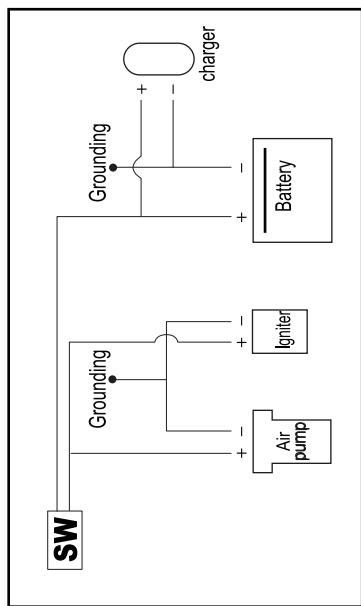 charger
+
−
Grounding
−
+
Battery
−
+
Igniter
Grounding
−
+
Air
pump
SW